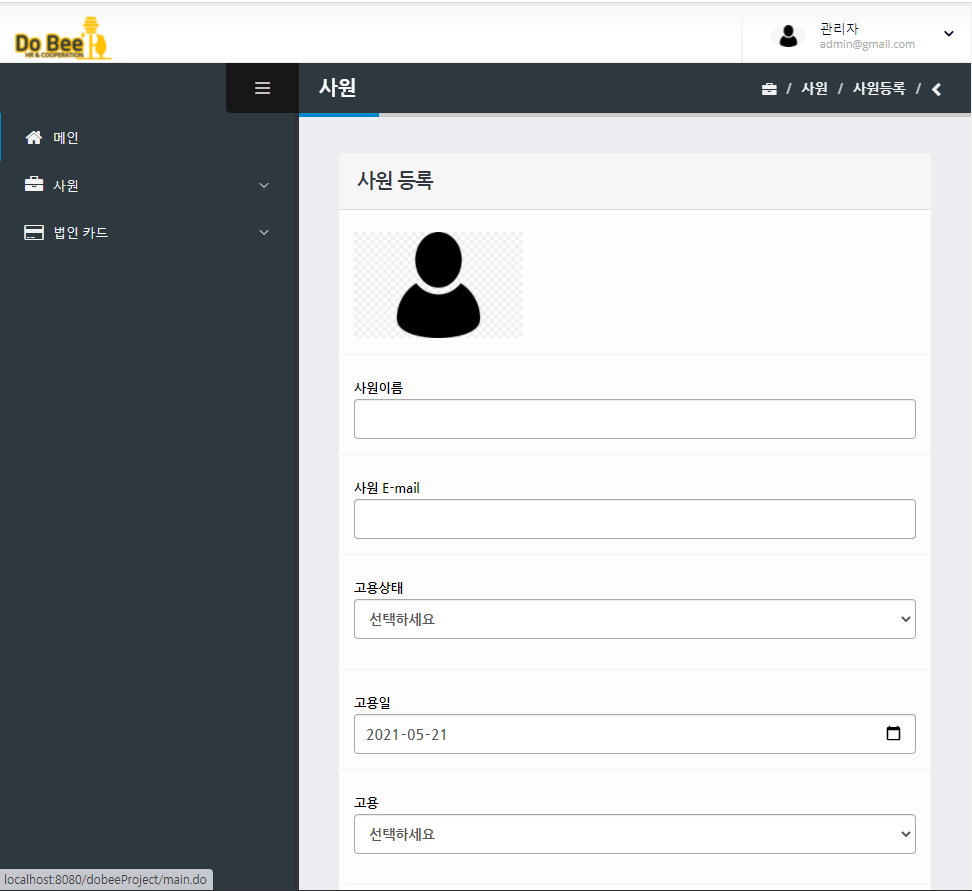 Do Bee
HR & COOPERATION
관리자
admin@gmail.com
사원
/ 사원 / 사원등록 /
메인
사원
법인 카드
사원 등록
사원이름
사원 E-mail
고용상태
선택하세요
고용일
2021-05-21
고용
선택하세요
localhost:8080/dobeeProject/main.do